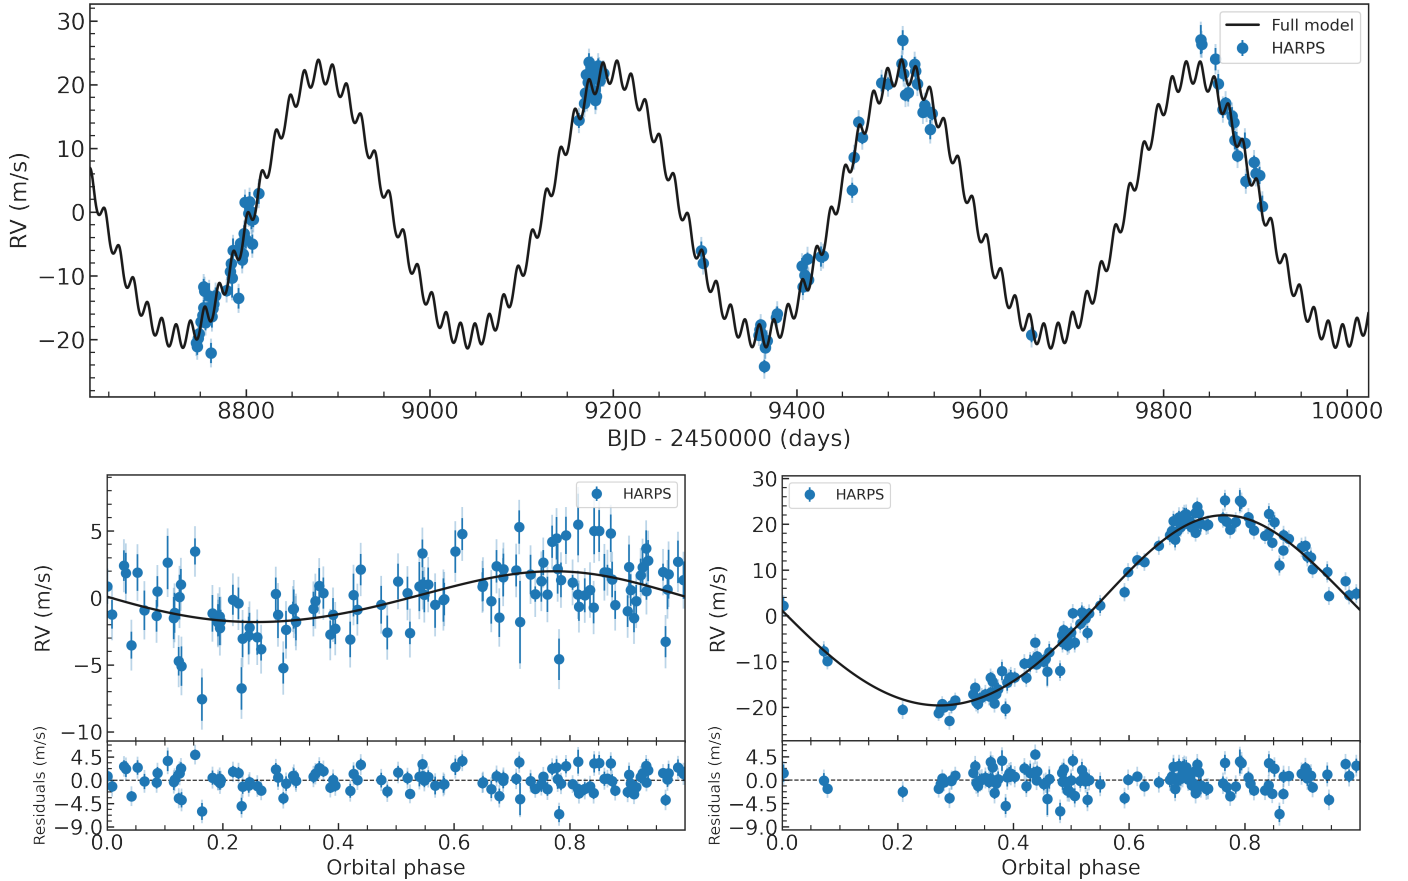 30
20
10
0
−10
−20
RV (m/s)
Full model
HARPS
8800 9000 9200 9400 9600 9800 10000
BJD - 2450000 (days)
5
0
−5
−10
RV (m/s)
HARPS
4.5
0.0
−4.5
−9.0
Residuals (m/s)
0.0 0.2 0.4 0.6 0.8
Orbital phase
30
20
10
0
−10
−20
RV (m/s)
HARPS
4.5
0.0
−4.5
−9.0
Residuals (m/s)
0.0 0.2 0.4 0.6 0.8
Orbital phase